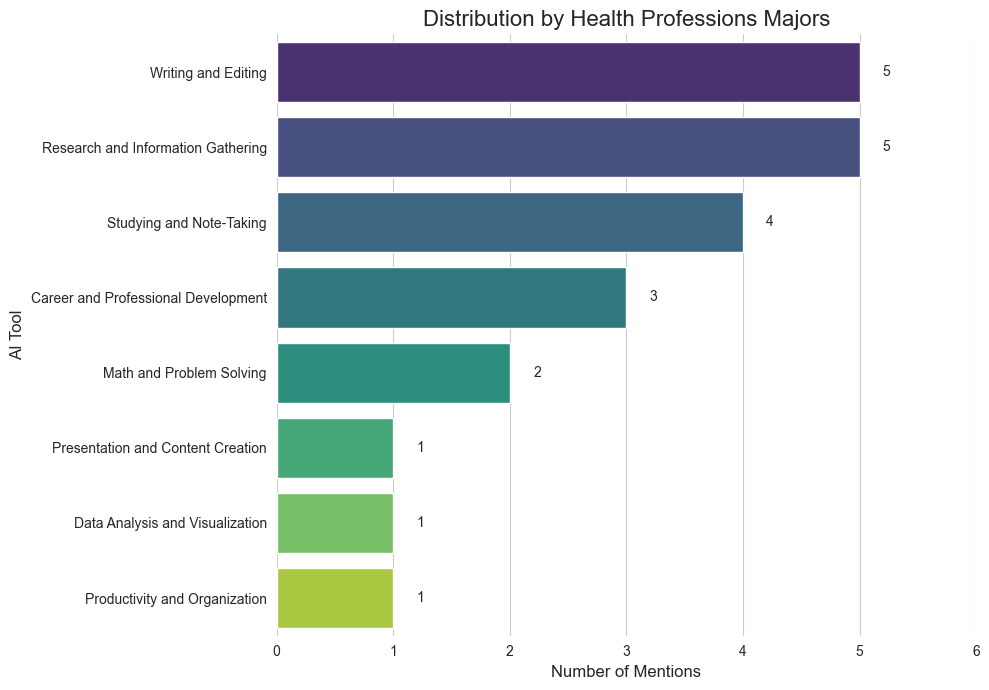 Distribution by Health Professions Majors
AI Tool
Writing and Editing
5
Research and Information Gathering
5
Studying and Note-Taking
4
Career and Professional Development
3
Math and Problem Solving
2
Presentation and Content Creation
1
Data Analysis and Visualization
1
Productivity and Organization
1
0 1 2 3 4 5 6
Number of Mentions